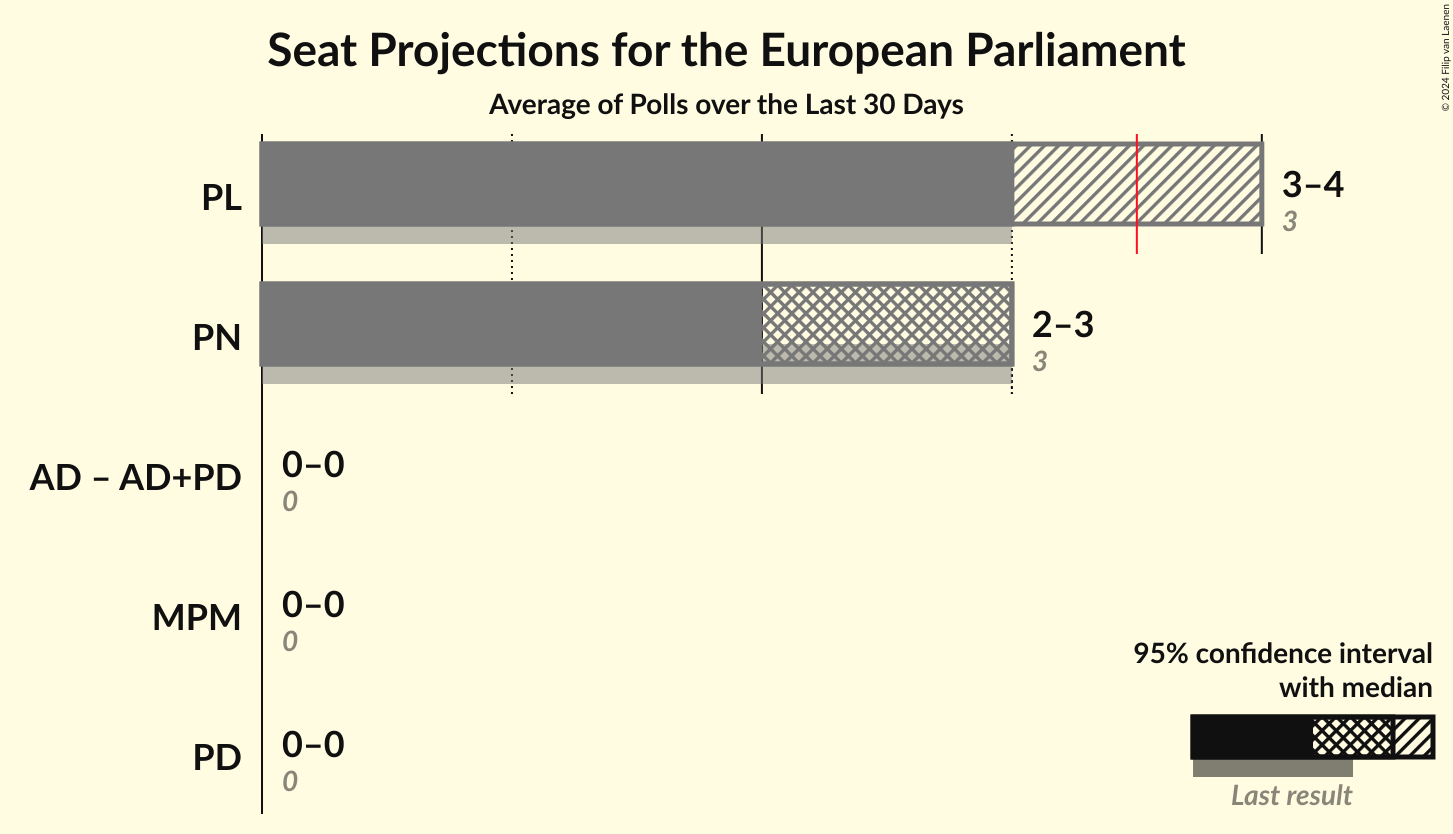 Seat Projections for the European Parliament
Average of Polls over the Last 30 Days
© 2024 Filip van Laenen
PL
3–4
3
PN
2–3
3
AD – AD+PD
0–0
0
MPM
0–0
0
PD
0–0
0
95% confidence interval
with median
Last result